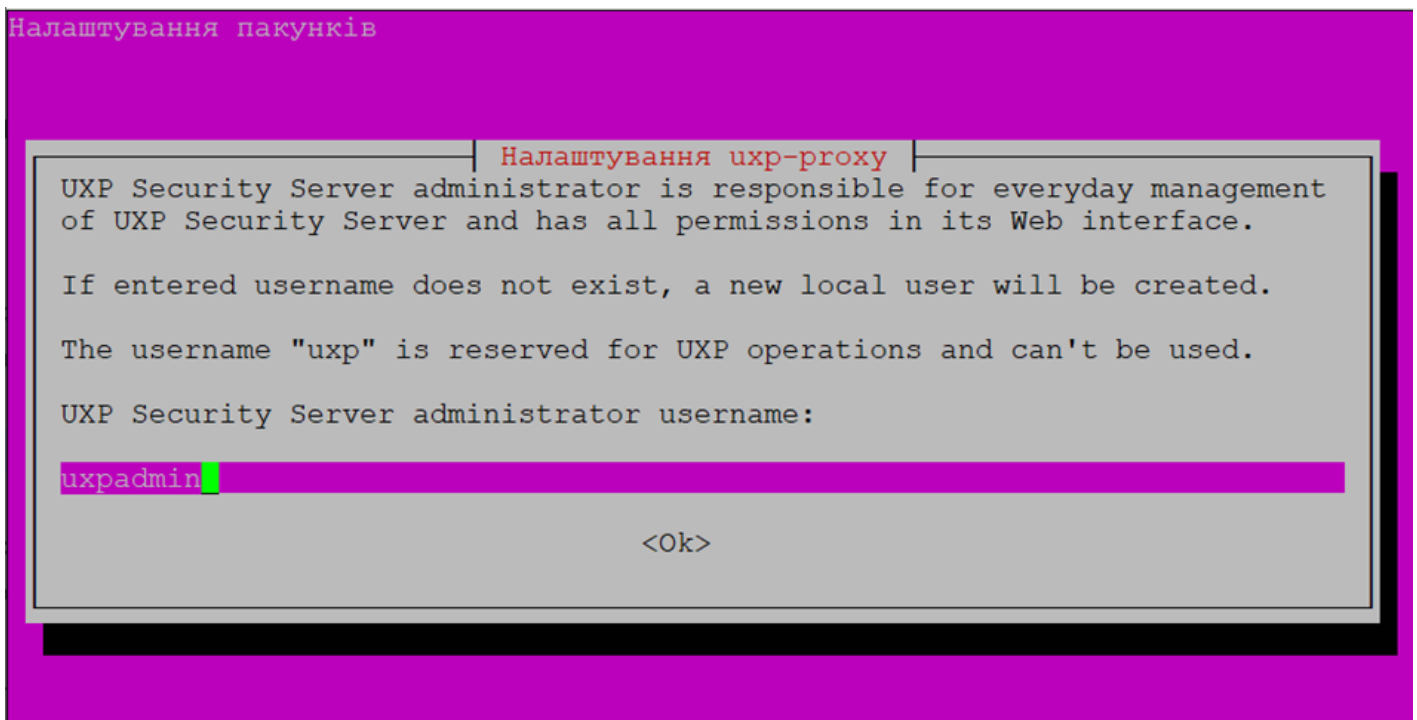 Налаштування пакунків
Налаштування uxp-proxy
UXP Security Server administrator is responsible for everyday management
of UXP Security Server and has all permissions in its Web interface.
If entered username does not exist, a new local user will be created.
The username "uxp" is reserved for UXP operations and can't be used.
UXP Security Server administrator username:
uxpadmin
<Ok>